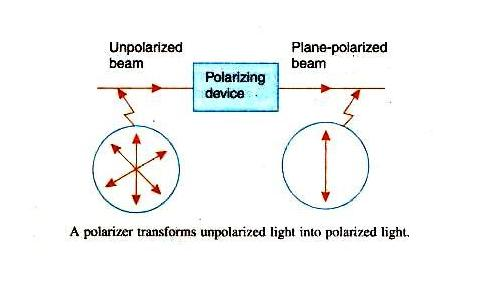 Unpolarized
beam
Polarizing
device
Plane-polarized
beam
A polarizer transforms unpolarized light into polarized light.